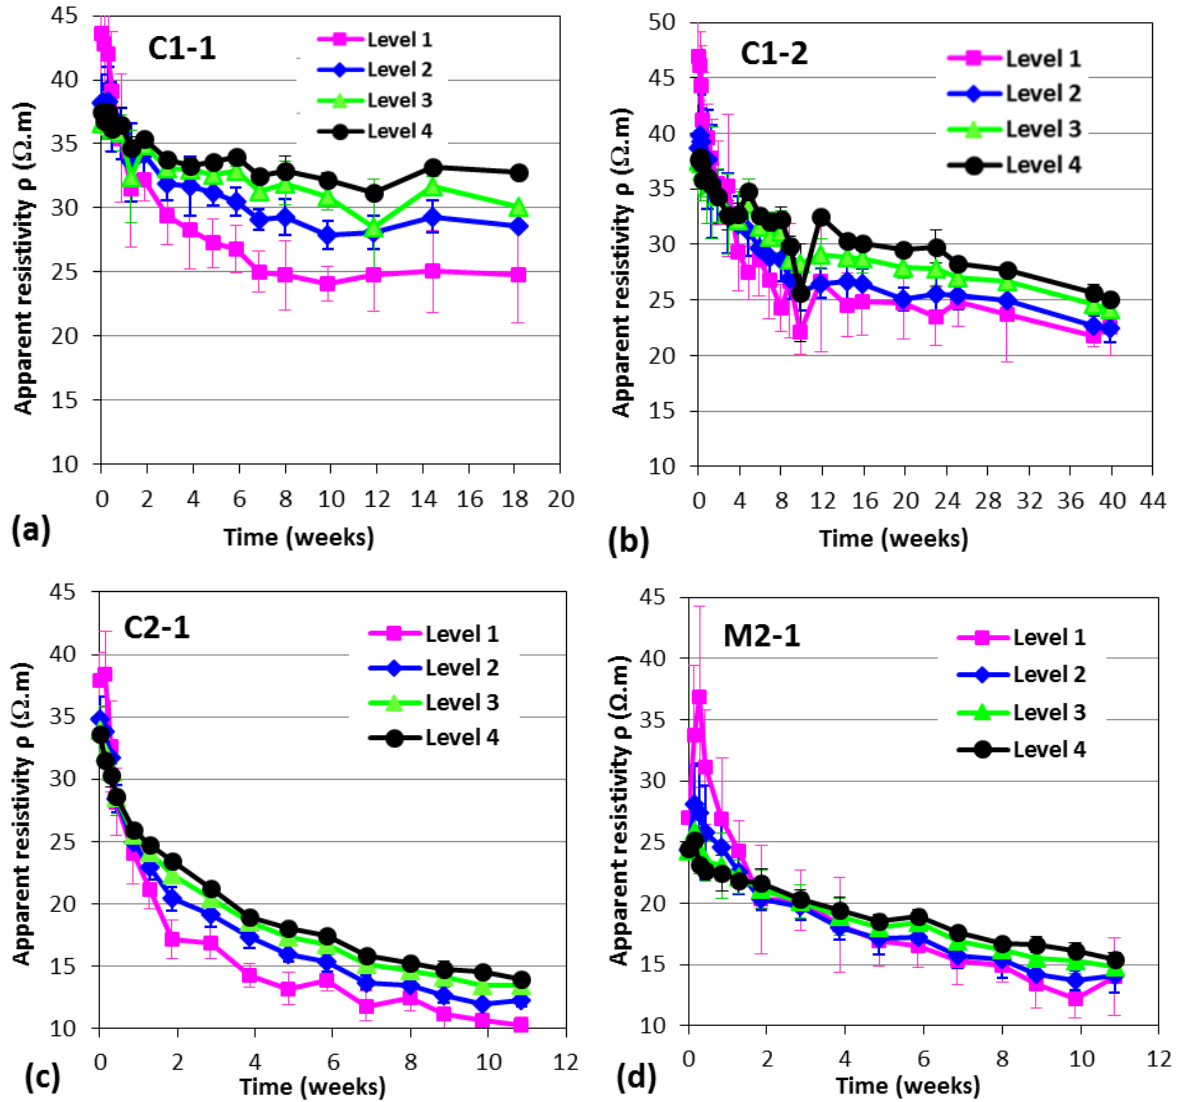 C1-1
Level 1
Level 2
Level 3
Level 4
45
40
35
30
25
20
15
10
0 2 4 6 8 10 12 14 16 18 20
Apparent resistivity ρ (Ω.m)
Time (weeks)
(a)
C1-2
Level 1
Level 2
Level 3
Level 4
50
45
40
35
30
25
20
15
10
0 4 8 12 16 20 24 28 32 36 40 44
Apparent resistivity ρ (Ω.m)
Time (weeks)
(b)
C2-1
Level 1
Level 2
Level 3
Level 4
45
40
35
30
25
20
15
10
0 2 4 6 8 10 12
Apparent resistivity ρ (Ω.m)
Time (weeks)
(c)
M2-1
Level 1
Level 2
Level 3
Level 4
45
40
35
30
25
20
15
10
0 2 4 6 8 10 12
Apparent resistivity ρ (Ω.m)
Time (weeks)
(d)